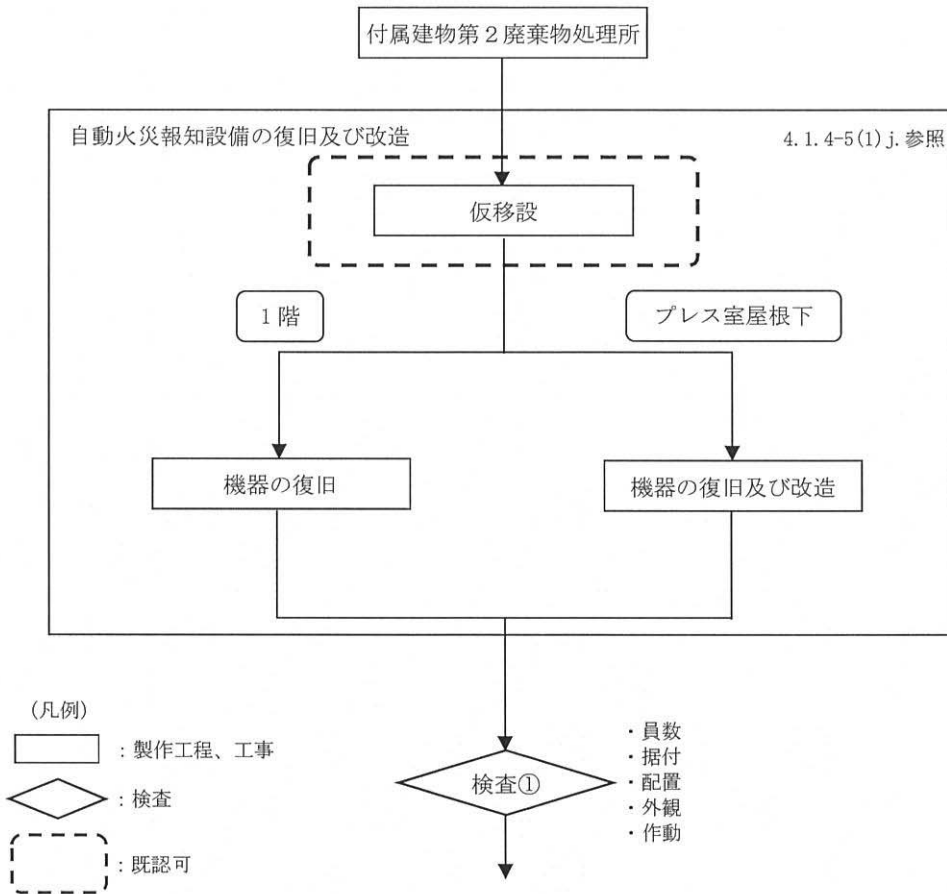 付属建物第2廃棄物処理所
自動火災報知設備の復旧及び改造
4.1.4-5(1)j.参照
仮移設
1階
プレス室屋根下
機器の復旧
機器の復旧及び改造
検査①
・員数
・据付
・配置
・外観
・作動
(凡例)
：製作工程、工事
：検査
：既認可